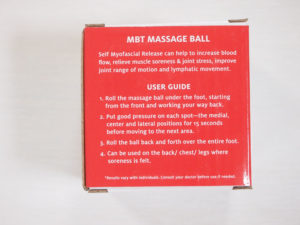 MBT MASSAGE BALL
Self Myofascial Release can help to increase blood
flow, relieve muscle soreness & joint stress, improve
joint range of motion and lymphatic movement.
USER GUIDE
1. Roll the massage ball under the foot, starting
from the front and working your way back.
2. Put good pressure on each spot—the medial,
center and lateral positions for 15 seconds
before moving to the next area.
3. Roll the ball back and forth over the entire foot.
4. Can be used on the back/ chest/ legs where
soreness is felt.
*Results vary with individuals. Consult your doctor before use if needed.